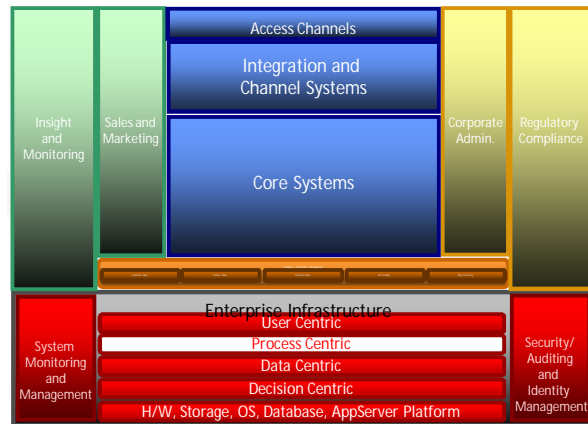 Access Channels
Integration and
Channel Systems
Insight
and
Monitoring
Sales and
Marketing
Corporate
Admin.
Regulatory
Compliance
Core Systems
Enterprise Infrastructure
User Centric
Process Centric
Data Centric
Decision Centric
H/W, Storage, OS, Database, AppServer Platform
System
Monitoring
and
Management
Security/
Auditing
and
Identity
Management